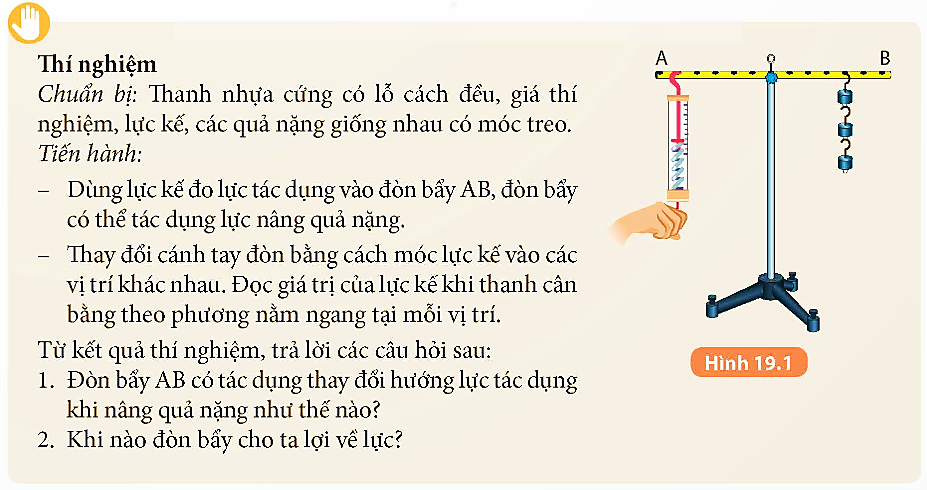 Thí nghiệm
Chuẩn bị: Thanh nhựa cứng có lỗ cách đều, giá thí
nghiệm, lực kế, các quả nặng giống nhau có móc treo.
Tiến hành:
– Dùng lực kế đo lực tác dụng vào đòn bẩy AB, đòn bẩy
có thể tác dụng lực nâng quả nặng.
– Thay đổi cánh tay đòn bằng cách móc lực kế vào các
vị trí khác nhau. Đọc giá trị của lực kế khi thanh cân
bằng theo phương nằm ngang tại mỗi vị trí.
Từ kết quả thí nghiệm, trả lời các câu hỏi sau:
1. Đòn bẩy AB có tác dụng thay đổi hướng lực tác dụng
khi nâng quả nặng như thế nào?
2. Khi nào đòn bẩy cho ta lợi về lực?
A O B
Hình 19.1